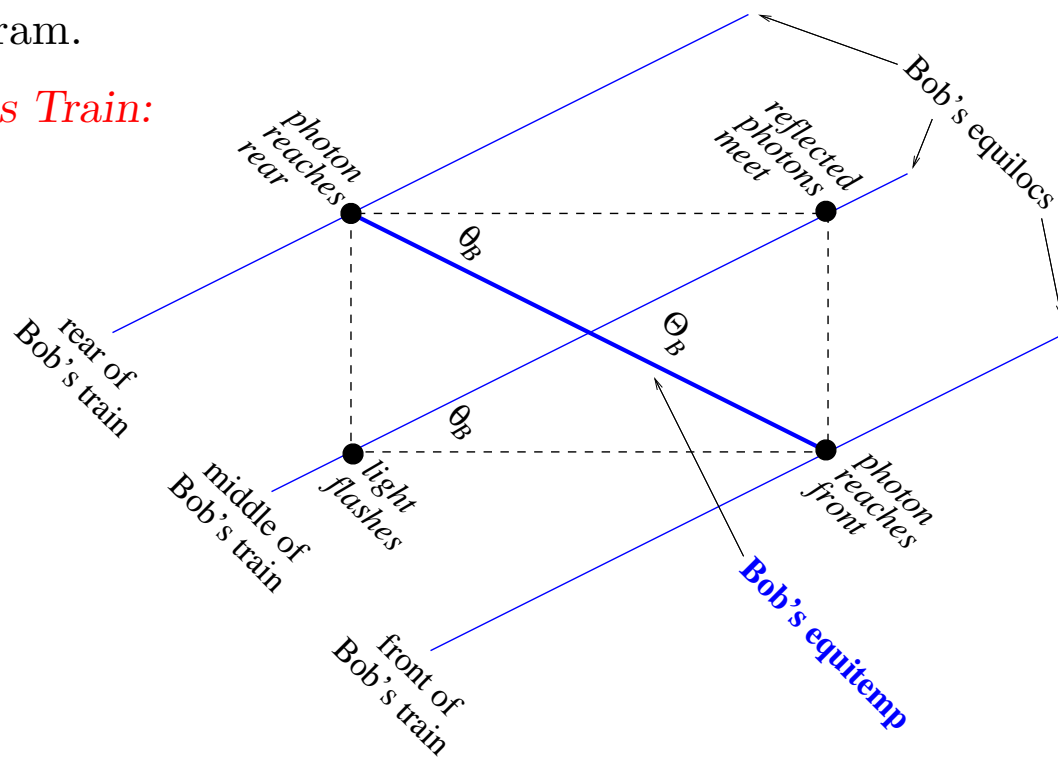 ram.
s Train:
photon
reaches
rear
reflected
photons
meet
Bob's equilocs
θB
ΘB
rear of
Bob's train
θB
light
flashes
middle of
Bob's train
photon
reaches
front
front of
Bob's train
Bob's equitemp